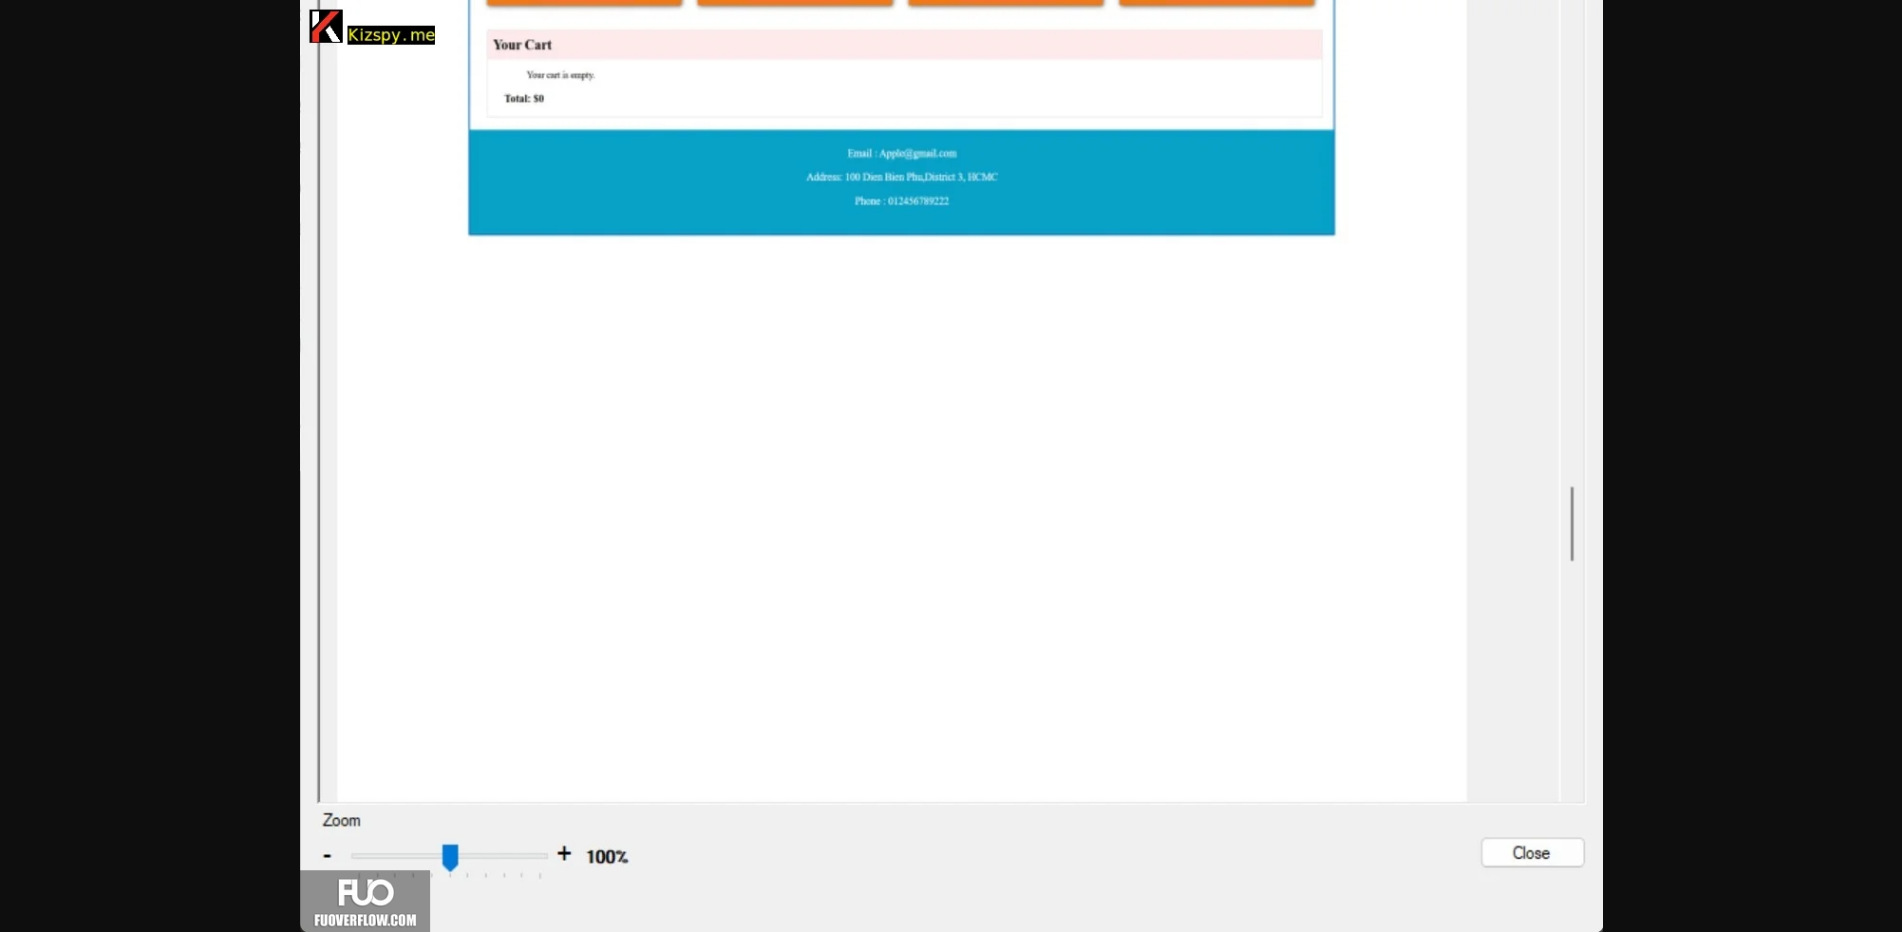 Kizspy.me
Your Cart
Your cart is empty.
Total: $0
Email : Apple@gmail.com
Address: 100 Dien Bien Phu,District 3, HCMC
Phone : 012456789222
Zoom
- + 100%
Close
FUO
FUOVERFLOW.COM